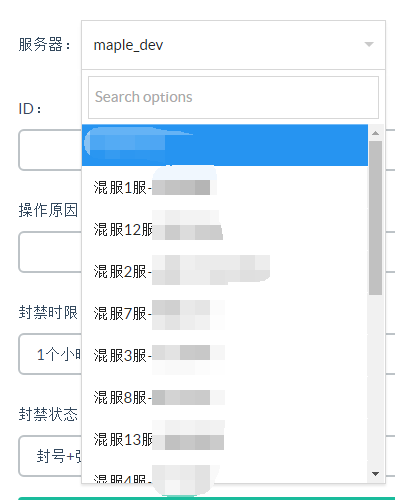 服务器：
maple_dev
Search options
ID：
混服1服-
混服12服
操作原因
混服2服-
混服7服-
封禁时限
混服3服-
1个小时
混服8服-
封禁状态
混服13服
封号+强
混服4服-